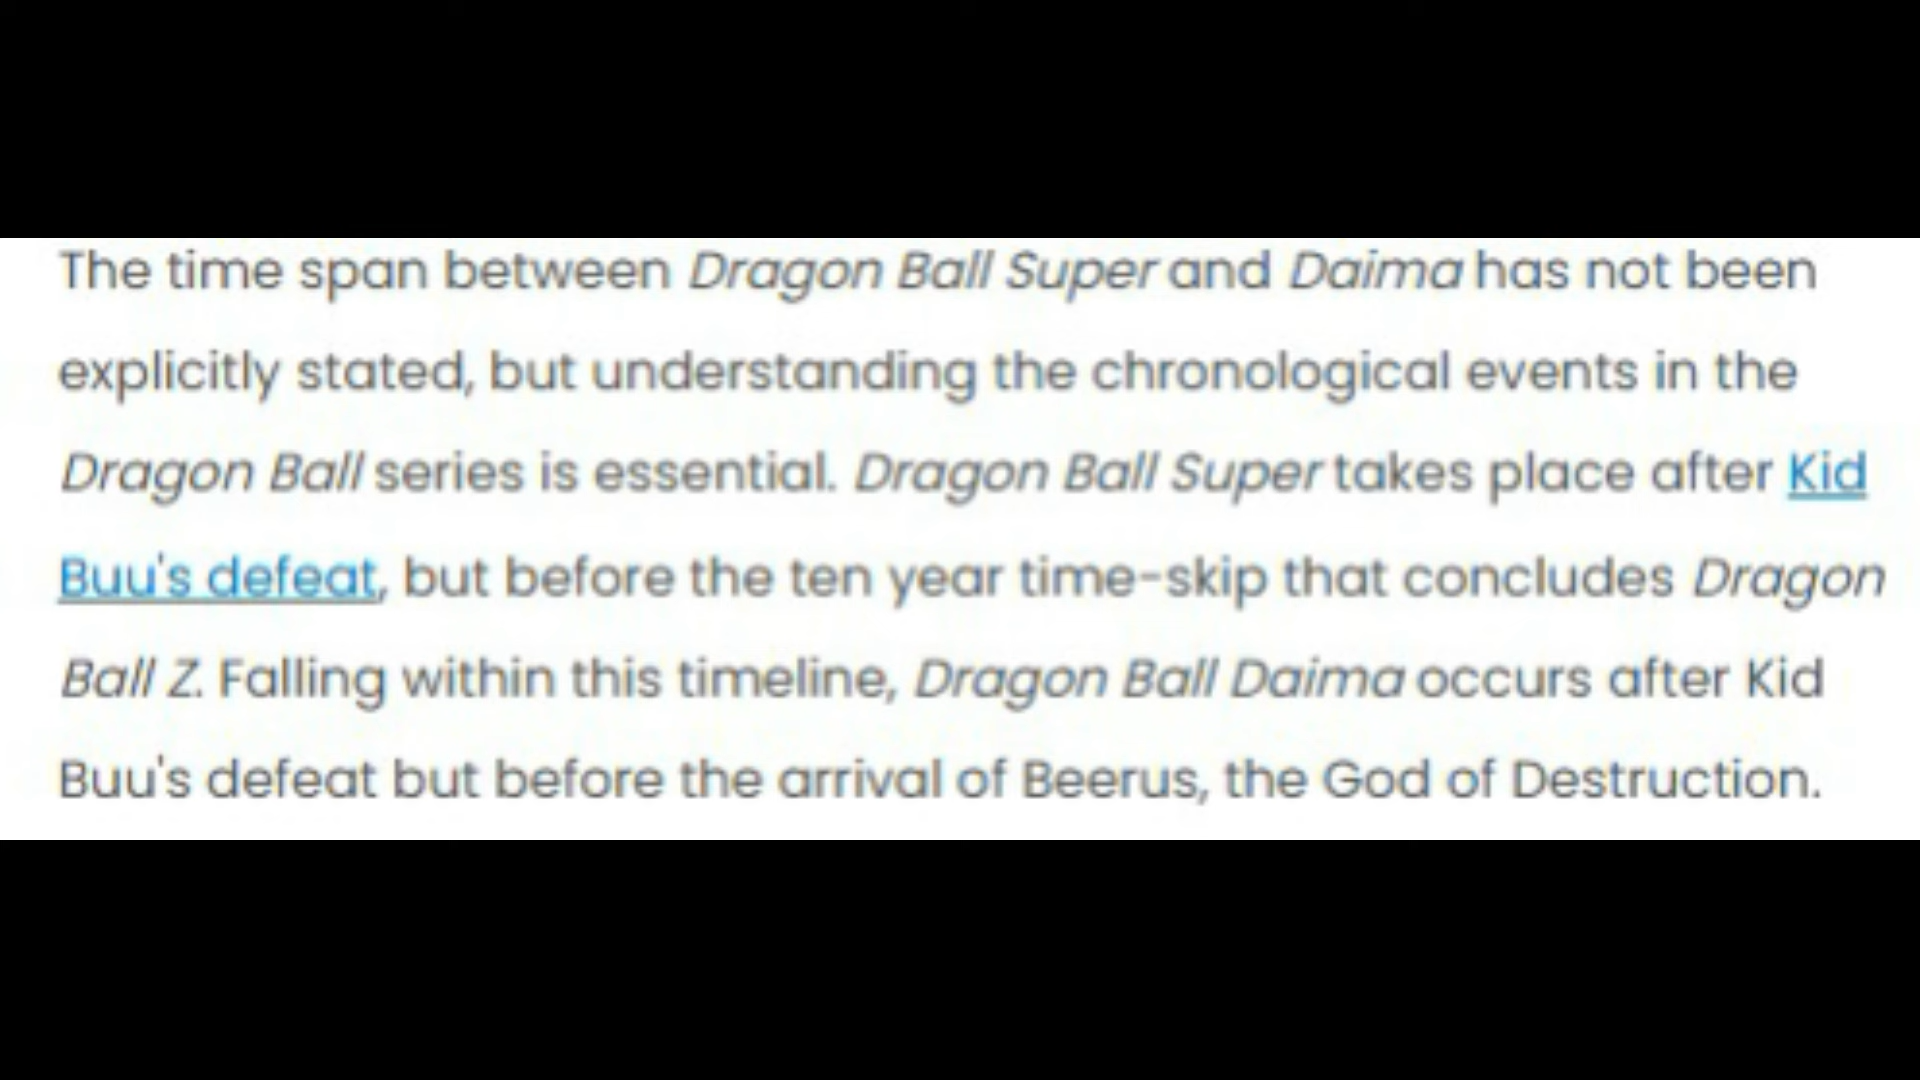 The time span between Dragon Ball Super and Daima has not been
explicitly stated, but understanding the chronological events in the
Dragon Ball series is essential. Dragon Ball Super takes place after Kid
Buu's defeat, but before the ten year time-skip that concludes Dragon
Ball Z. Falling within this timeline, Dragon Ball Daima occurs after Kid
Buu's defeat but before the arrival of Beerus, the God of Destruction.